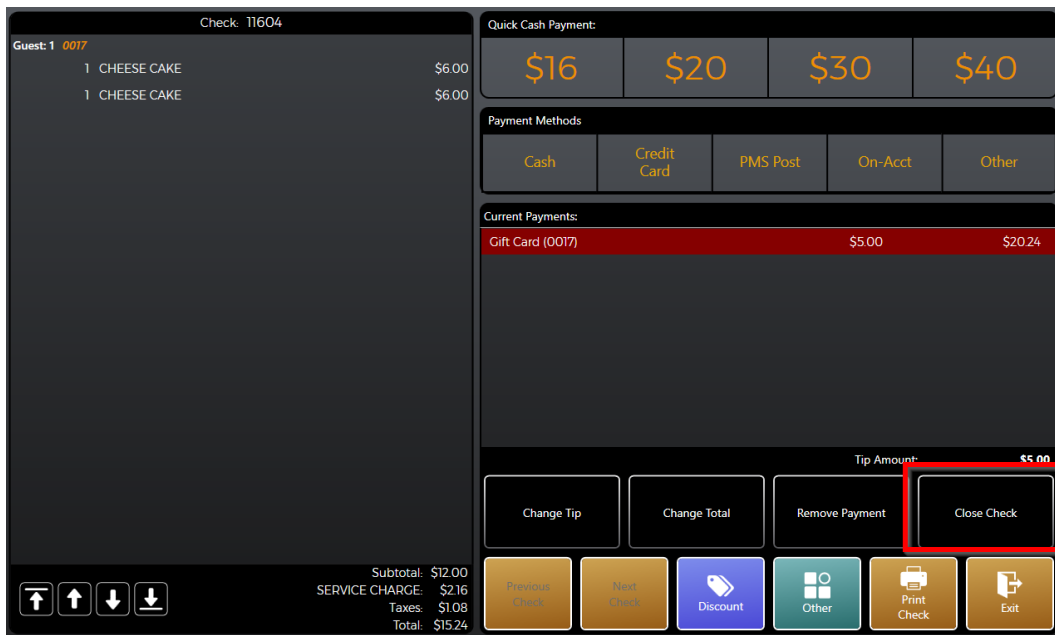 Check: 11604
Guest: 1 0017
1 CHEESE CAKE $6.00
1 CHEESE CAKE $6.00
Subtotal: $12.00
SERVICE CHARGE: $2.16
Taxes: $1.08
Total: $15.24
Quick Cash Payment:
$16 $20 $30 $40
Payment Methods
Cash
Credit
Card
PMS Post
On-Acct
Other
Current Payments:
Gift Card (0017) $5.00 $20.24
Tip Amount: $5.00
Change Tip
Change Total
Remove Payment
Close Check
Previous
Check
Next
Check
Discount
Other
Print
Check
Exit